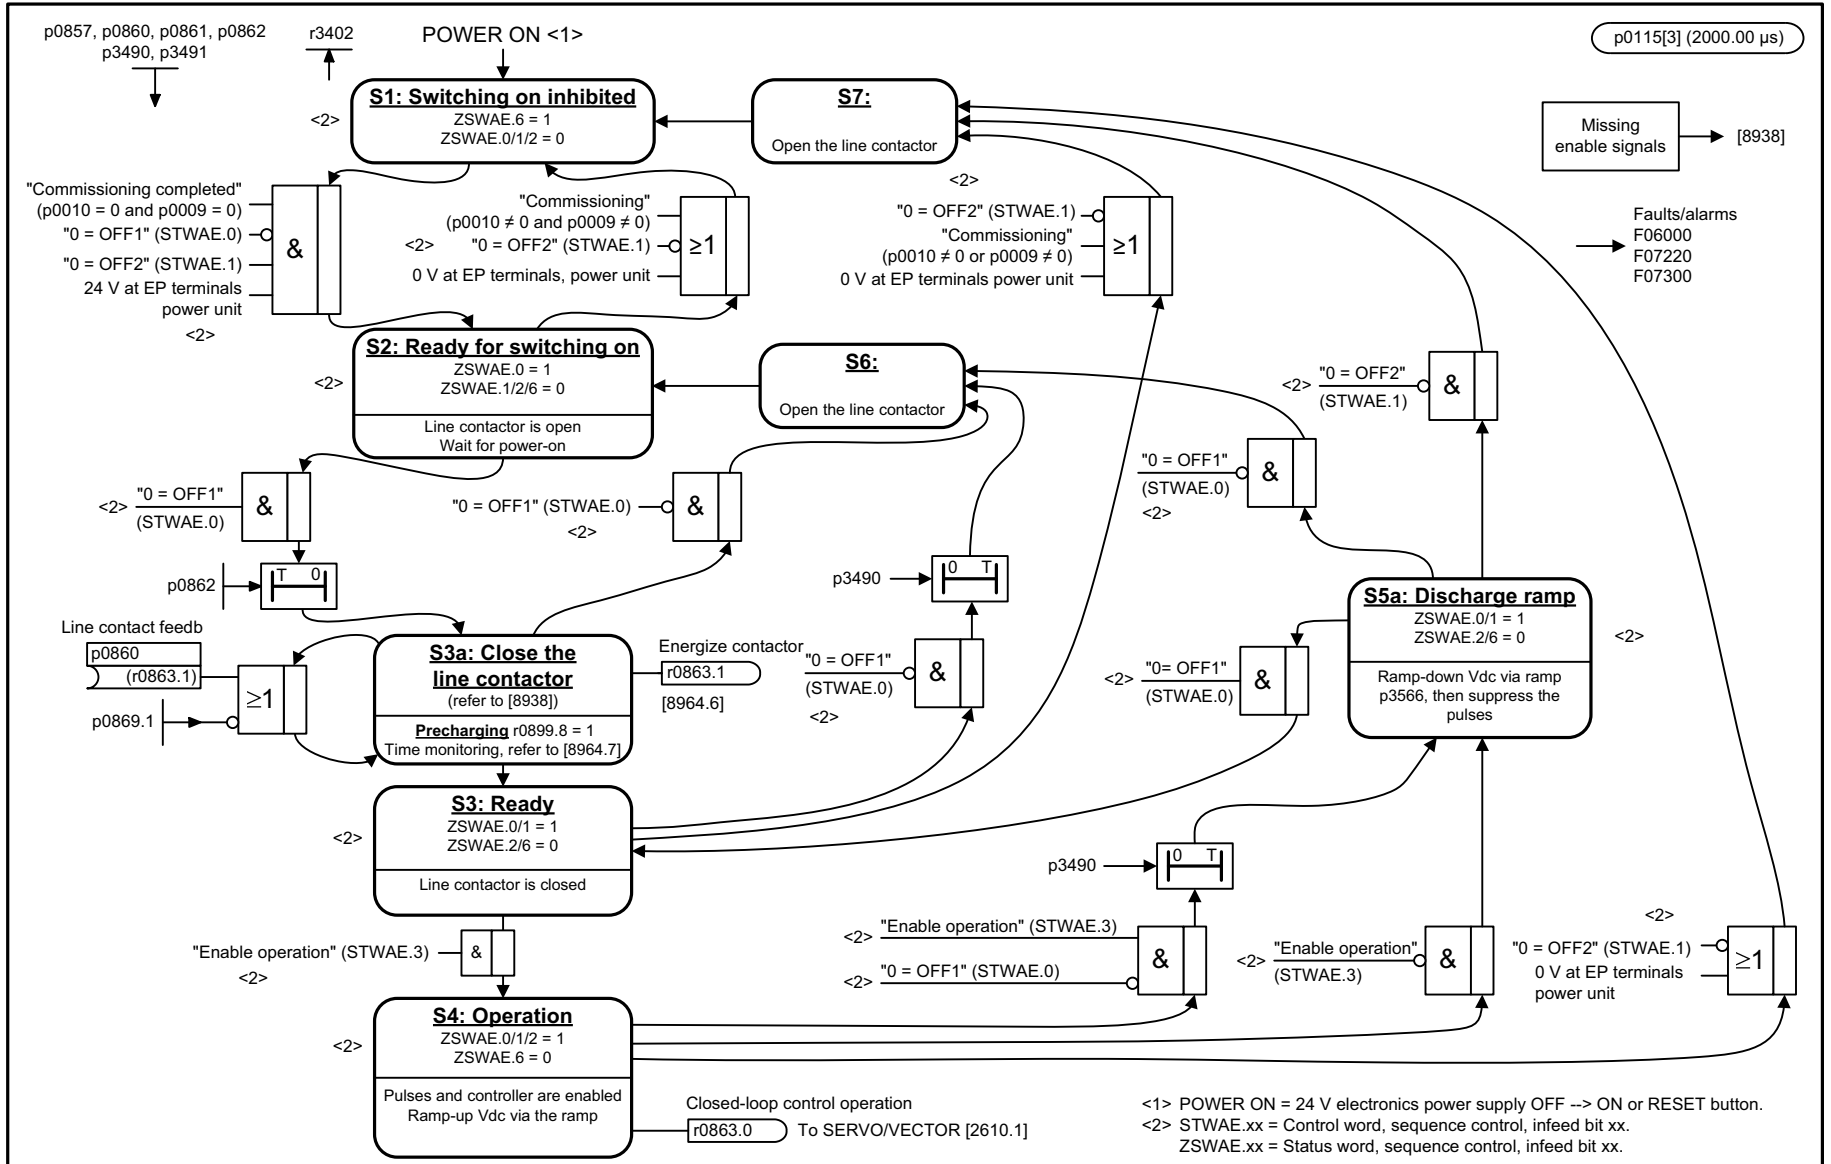 p0857, p0860, p0861, p0862
p3490, p3491
r3402
POWER ON <1>
p0115[3] (2000.00 µs)
S1: Switching on inhibited
ZSWAE.6 = 1
ZSWAE.0/1/2 = 0
<2>
S7:
Open the line contactor
Missing
enable signals
[8938]
Faults/alarms
F06000
F07220
F07300
"Commissioning completed"
(p0010 = 0 and p0009 = 0)
"0 = OFF1" (STWAE.0)
"0 = OFF2" (STWAE.1)
24 V at EP terminals
power unit
<2>
&
"Commissioning"
(p0010 ≠ 0 and p0009 ≠ 0)
<2> "0 = OFF2" (STWAE.1)
0 V at EP terminals, power unit
≥1
<2>
"0 = OFF2" (STWAE.1)
"Commissioning"
(p0010 ≠ 0 or p0009 ≠ 0)
0 V at EP terminals power unit
≥1
S2: Ready for switching on
ZSWAE.0 = 1
ZSWAE.1/2/6 = 0
Line contactor is open
Wait for power-on
<2>
S6:
Open the line contactor
<2> "0 = OFF2"
(STWAE.1)
&
"0 = OFF1"
(STWAE.0)
<2>
&
<2> "0 = OFF1"
(STWAE.0)
&
"0 = OFF1" (STWAE.0)
<2>
&
p0862
T 0
p3490
0 T
S5a: Discharge ramp
ZSWAE.0/1 = 1
ZSWAE.2/6 = 0
Ramp-down Vdc via ramp
p3566, then suppress the
pulses
<2>
Line contact feedb
p0860
(r0863.1)
p0869.1
≥1
S3a: Close the
line contactor
(refer to [8938])
Precharging r0899.8 = 1
Time monitoring, refer to [8964.7]
Energize contactor
r0863.1
[8964.6]
"0 = OFF1"
(STWAE.0)
<2>
&
<2> "0= OFF1"
(STWAE.0)
&
S3: Ready
ZSWAE.0/1 = 1
ZSWAE.2/6 = 0
Line contactor is closed
<2>
p3490
0 T
"Enable operation" (STWAE.3)
<2>
&
<2> "Enable operation" (STWAE.3)
<2> "0 = OFF1" (STWAE.0)
&
<2> "Enable operation"
(STWAE.3)
&
<2>
"0 = OFF2" (STWAE.1)
0 V at EP terminals
power unit
≥1
S4: Operation
ZSWAE.0/1/2 = 1
ZSWAE.6 = 0
Pulses and controller are enabled
Ramp-up Vdc via the ramp
<2>
Closed-loop control operation
r0863.0
To SERVO/VECTOR [2610.1]
<1> POWER ON = 24 V electronics power supply OFF --> ON or RESET button.
<2> STWAE.xx = Control word, sequence control, infeed bit xx.
ZSWAE.xx = Status word, sequence control, infeed bit xx.